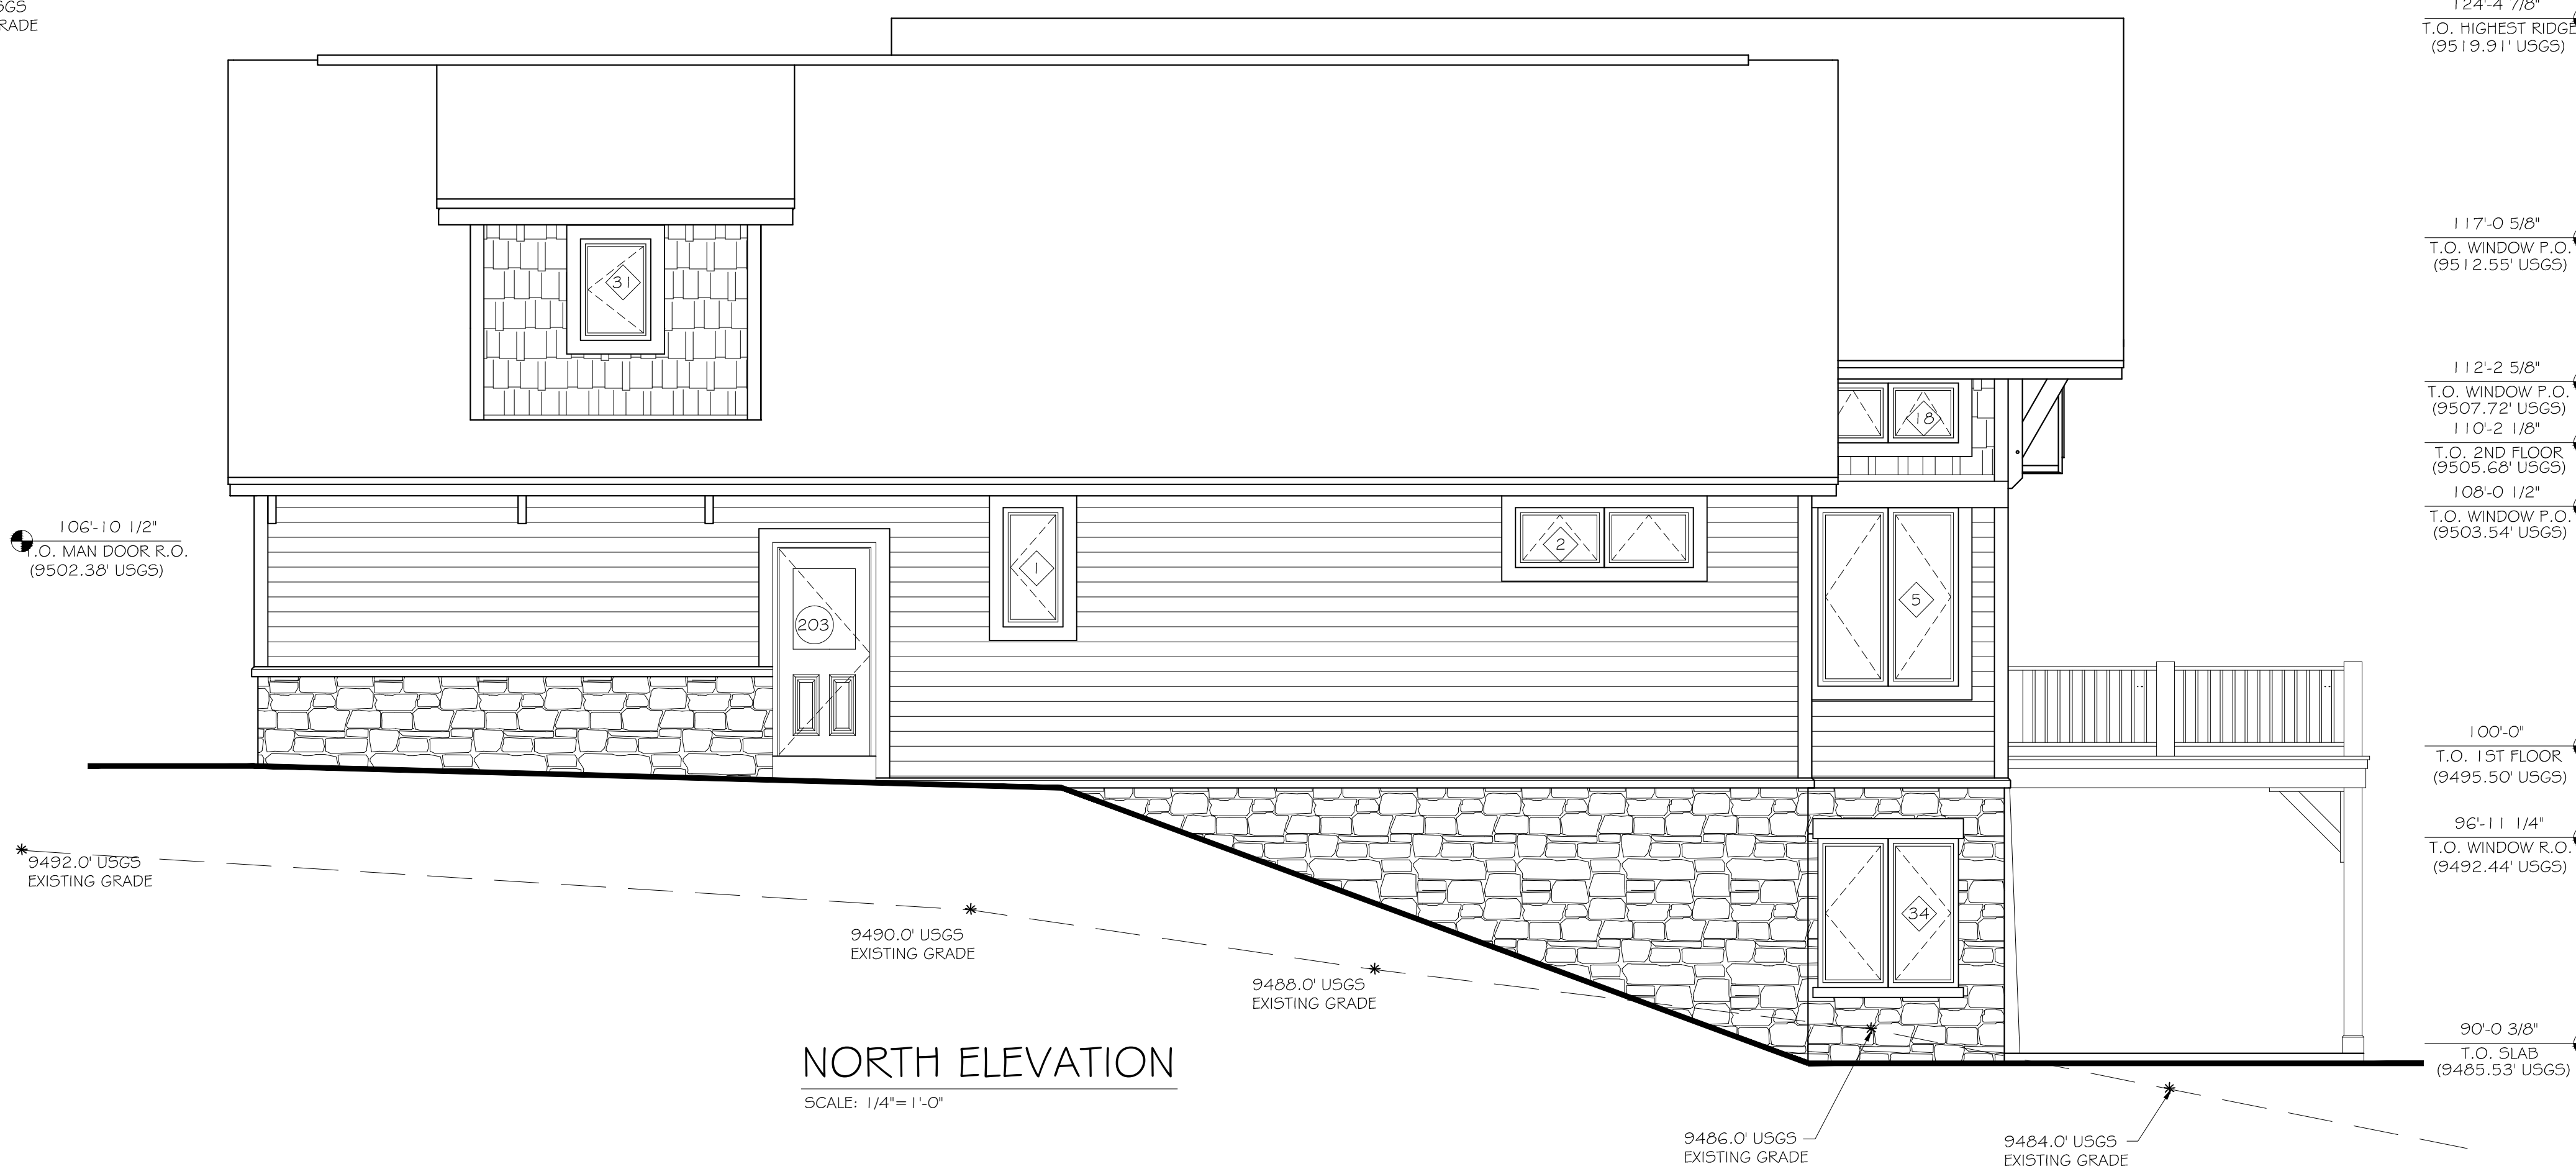 GRADE
124'-4 7/8"
T.O. HIGHEST RIDGE
(9519.91' USGS)
117'-0 5/8"
T.O. WINDOW P.O.
(9512.55' USGS)
31
112'-2 5/8"
T.O. WINDOW P.O.
(9507.72' USGS)
18
110'-2 1/8"
T.O. 2ND FLOOR
(9505.68' USGS)
108'-0 1/2"
T.O. WINDOW P.O.
(9503.54' USGS)
106'-10 1/2"
T.O. MAN DOOR R.O.
(9502.38' USGS)
203
1
2
5
100'-0"
T.O. 1ST FLOOR
(9495.50' USGS)
96'-11 1/4"
T.O. WINDOW R.O.
(9492.44' USGS)
9492.0' USGS
EXISTING GRADE
34
9490.0' USGS
EXISTING GRADE
9488.0' USGS
EXISTING GRADE
90'-0 3/8"
T.O. SLAB
(9485.53' USGS)
NORTH ELEVATION
SCALE: 1/4"=1'-0"
9486.0' USGS
EXISTING GRADE
9484.0' USGS
EXISTING GRADE